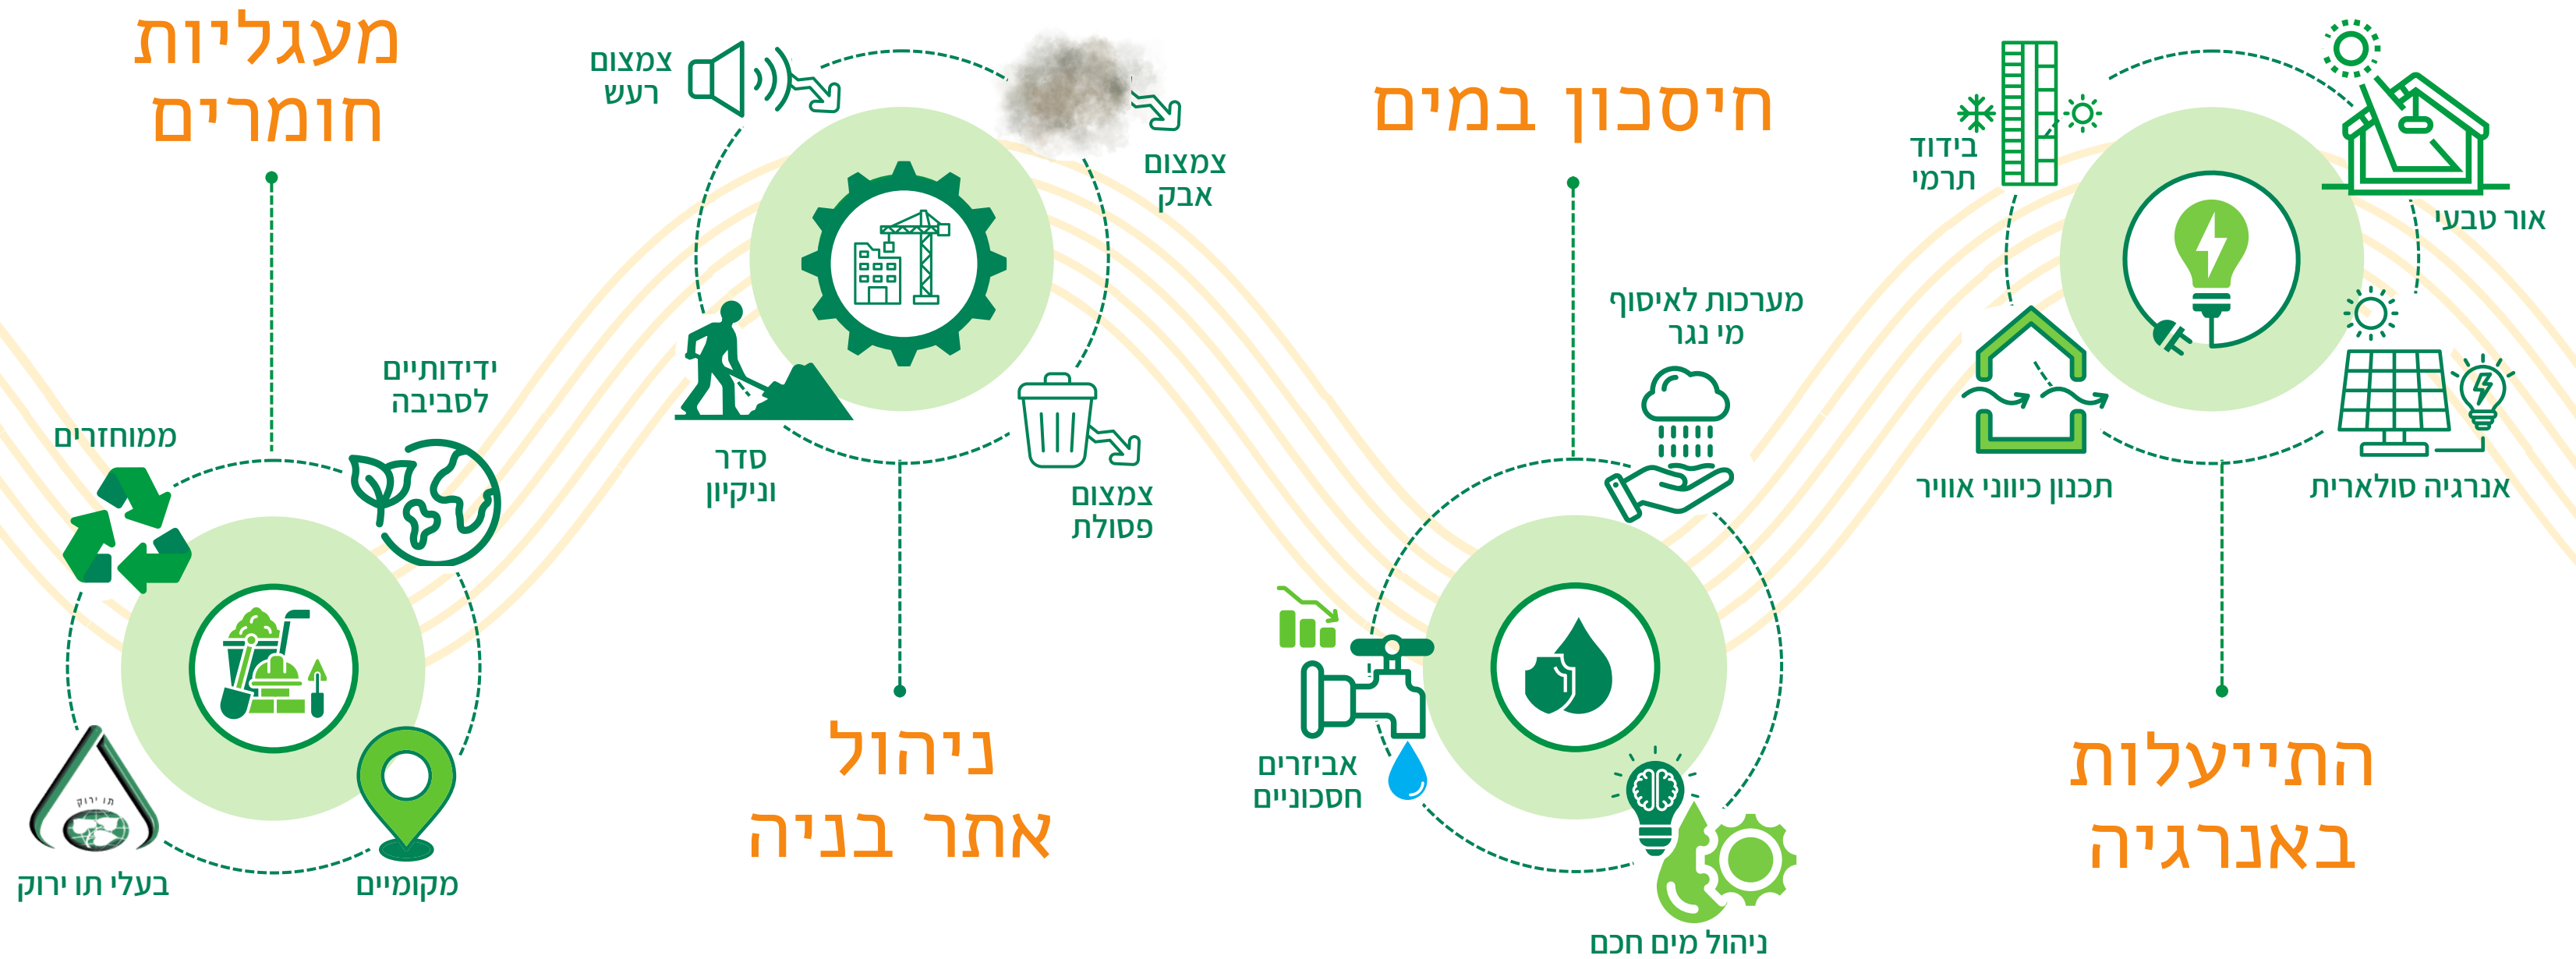 התייעלות
באנרגיה
אור טבעי
בידוד
תרמי
אנרגיה סולארית
תכנון כיווני אוויר
חיסכון במים
מערכות לאיסוף
מי נגר
אביזרים
חסכוניים
ניהול מים חכם
ניהול
אתר בניה
צמצום
אבק
צמצום
רעש
צמצום
פסולת
סדר
וניקיון
מעגליות
חומרים
ידידותיים
לסביבה
ממוחזרים
מקומיים
תו ירוק
בעלי תו ירוק